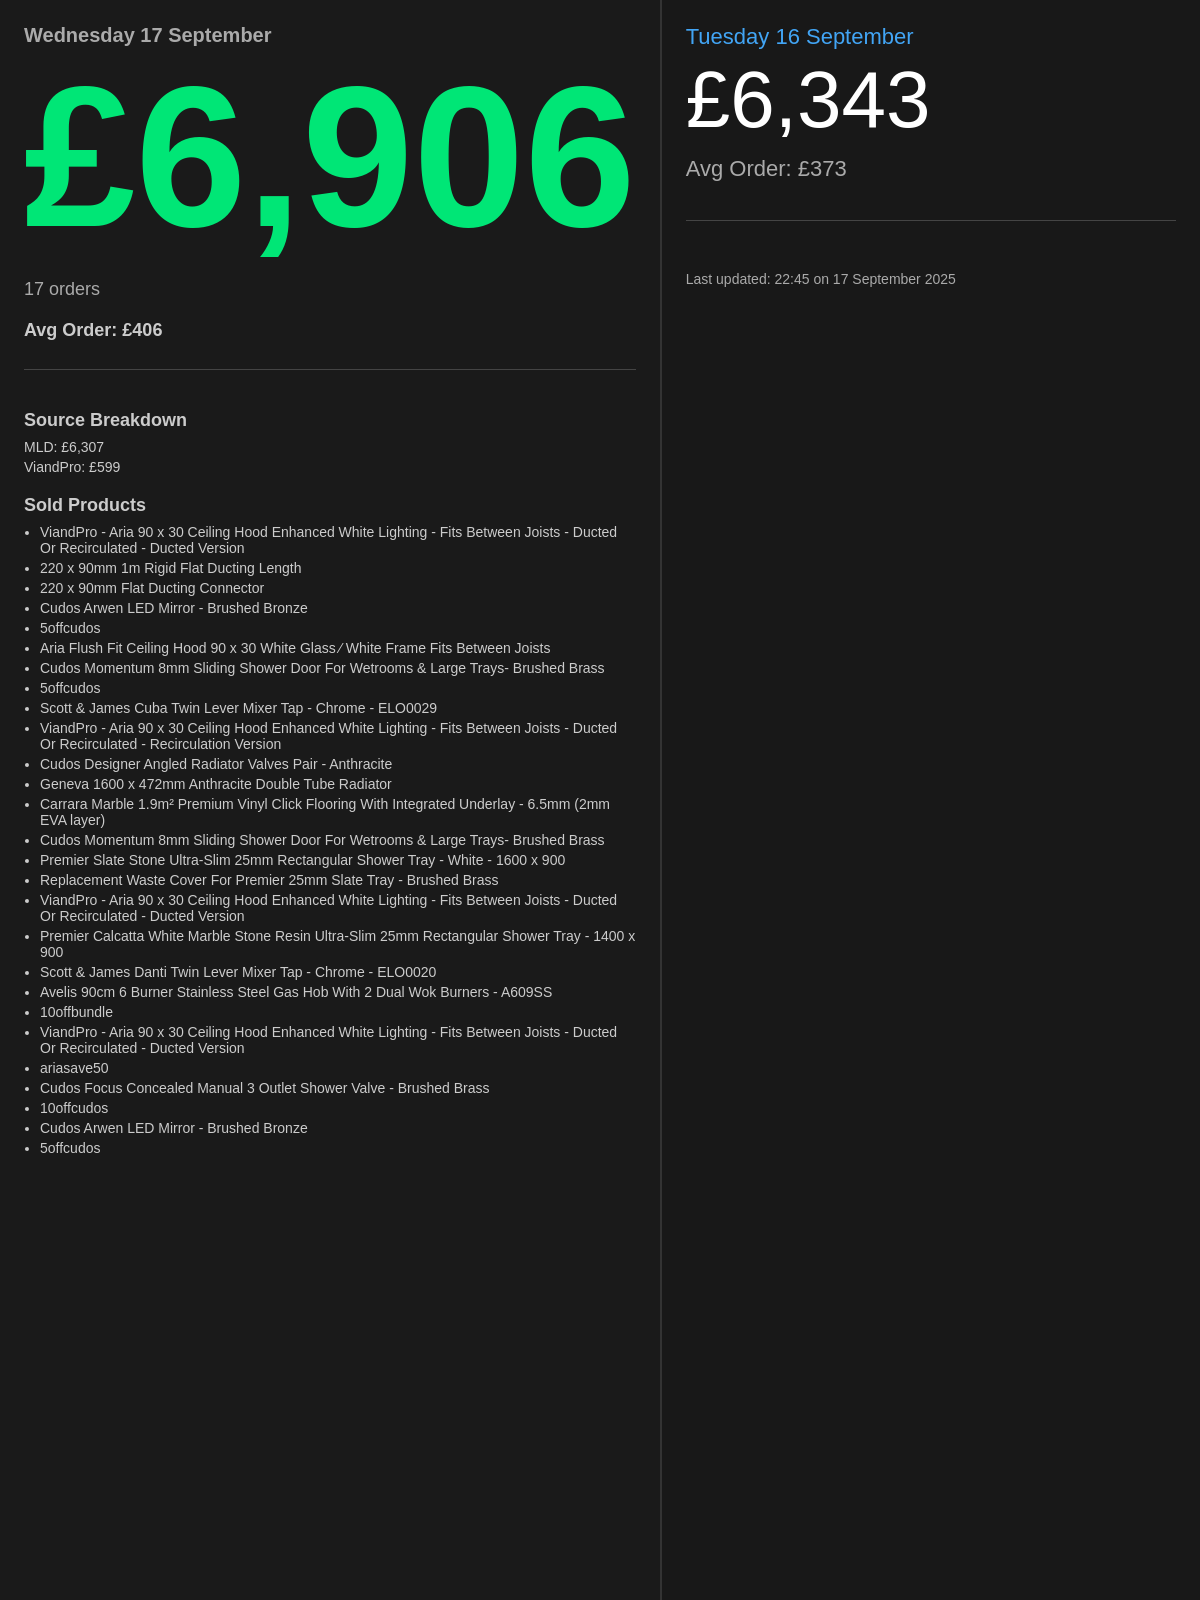 Wednesday 17 September
£6,906
17 orders
Avg Order: £406
Source Breakdown
MLD: £6,307
ViandPro: £599
Sold Products
• ViandPro - Aria 90 x 30 Ceiling Hood Enhanced White Lighting - Fits Between Joists - Ducted
Or Recirculated - Ducted Version
• 220 x 90mm 1m Rigid Flat Ducting Length
• 220 x 90mm Flat Ducting Connector
• Cudos Arwen LED Mirror - Brushed Bronze
• 5offcudos
• Aria Flush Fit Ceiling Hood 90 x 30 White Glass ⁄ White Frame Fits Between Joists
• Cudos Momentum 8mm Sliding Shower Door For Wetrooms & Large Trays- Brushed Brass
• 5offcudos
• Scott & James Cuba Twin Lever Mixer Tap - Chrome - ELO0029
• ViandPro - Aria 90 x 30 Ceiling Hood Enhanced White Lighting - Fits Between Joists - Ducted
Or Recirculated - Recirculation Version
• Cudos Designer Angled Radiator Valves Pair - Anthracite
• Geneva 1600 x 472mm Anthracite Double Tube Radiator
• Carrara Marble 1.9m² Premium Vinyl Click Flooring With Integrated Underlay - 6.5mm (2mm
EVA layer)
• Cudos Momentum 8mm Sliding Shower Door For Wetrooms & Large Trays- Brushed Brass
• Premier Slate Stone Ultra-Slim 25mm Rectangular Shower Tray - White - 1600 x 900
• Replacement Waste Cover For Premier 25mm Slate Tray - Brushed Brass
• ViandPro - Aria 90 x 30 Ceiling Hood Enhanced White Lighting - Fits Between Joists - Ducted
Or Recirculated - Ducted Version
• Premier Calcatta White Marble Stone Resin Ultra-Slim 25mm Rectangular Shower Tray - 1400 x
900
• Scott & James Danti Twin Lever Mixer Tap - Chrome - ELO0020
• Avelis 90cm 6 Burner Stainless Steel Gas Hob With 2 Dual Wok Burners - A609SS
• 10offbundle
• ViandPro - Aria 90 x 30 Ceiling Hood Enhanced White Lighting - Fits Between Joists - Ducted
Or Recirculated - Ducted Version
• ariasave50
• Cudos Focus Concealed Manual 3 Outlet Shower Valve - Brushed Brass
• 10offcudos
• Cudos Arwen LED Mirror - Brushed Bronze
• 5offcudos
Tuesday 16 September
£6,343
Avg Order: £373
Last updated: 22:45 on 17 September 2025